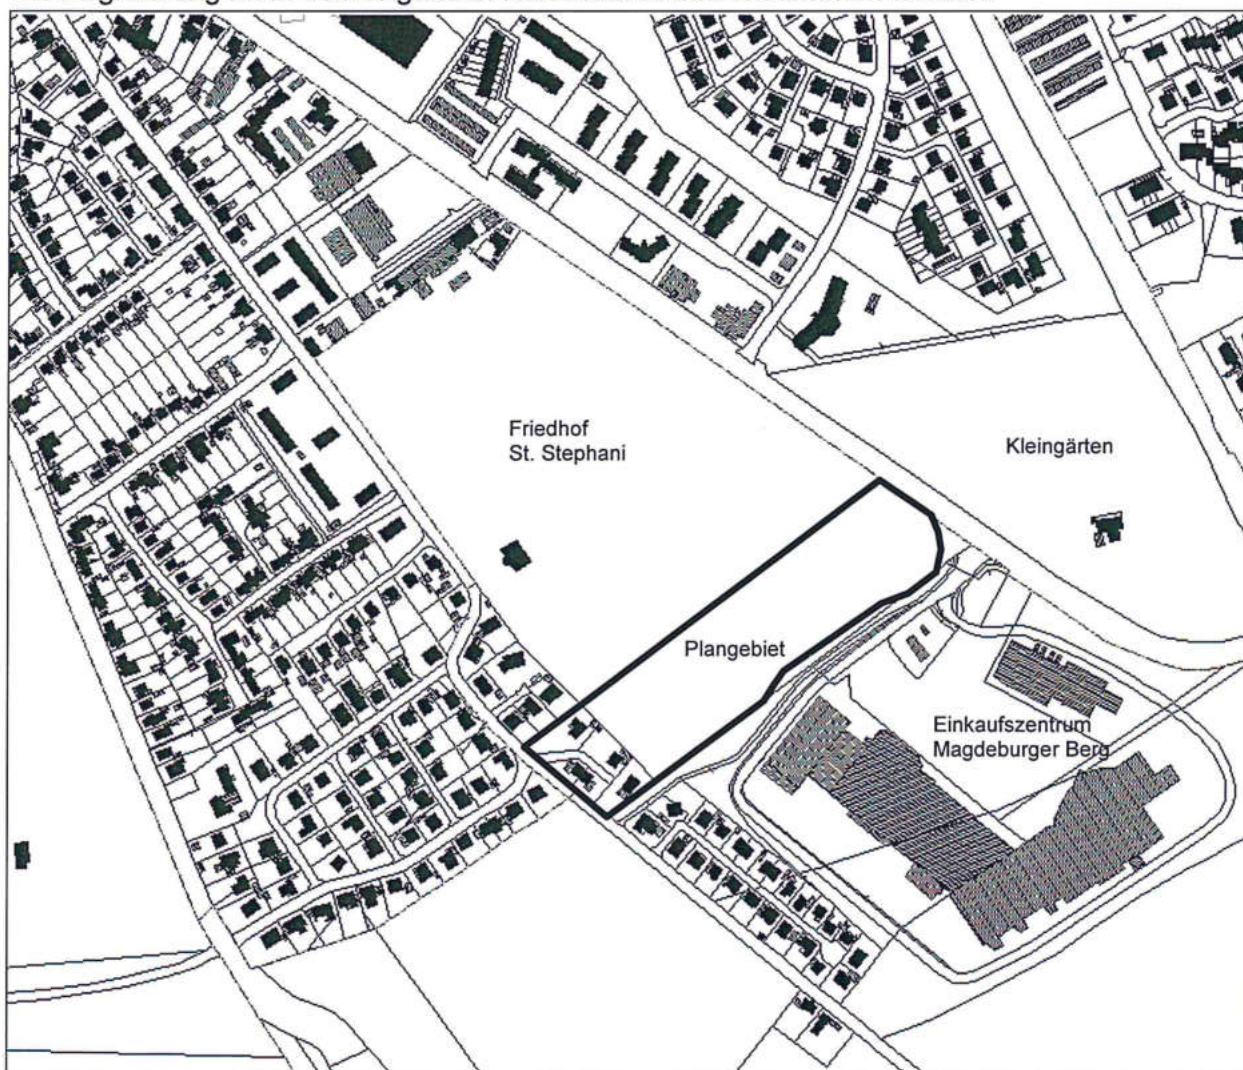 Friedhof
St. Stephani
Kleingärten
Plangebiet
Einkaufszentrum
Magdeburger Berg